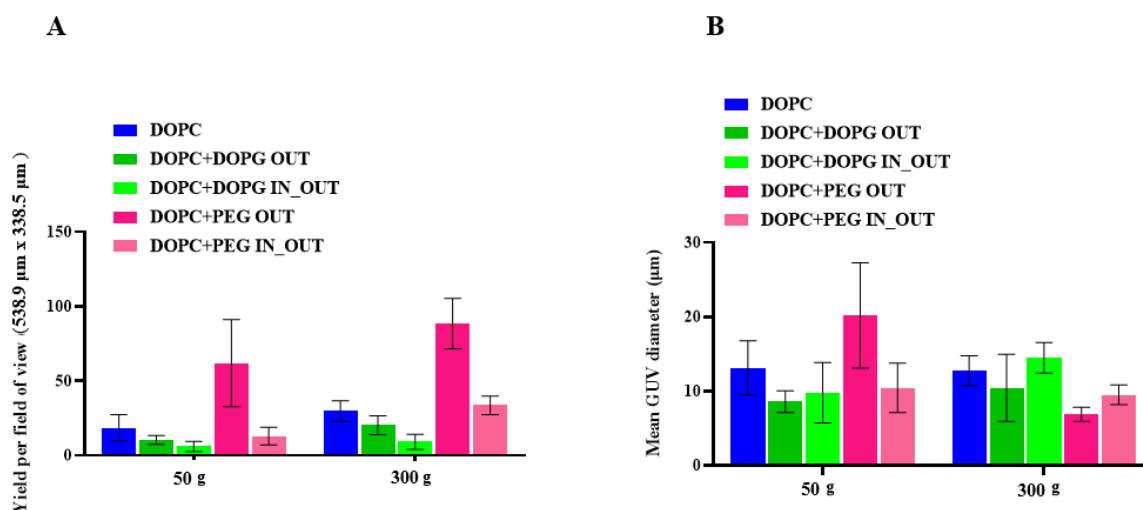 A
DOPC
DOPC+DOPG OUT
DOPC+DOPG IN_OUT
DOPC+PEG OUT
DOPC+PEG IN_OUT
Yield per field of view (538.9 µm x 338.5 µm )
150
100
50
0
50 g
300 g
B
DOPC
DOPC+DOPG OUT
DOPC+DOPG IN_OUT
DOPC+PEG OUT
DOPC+PEG IN_OUT
Mean GUV diameter (µm)
30
20
10
0
50 g
300 g